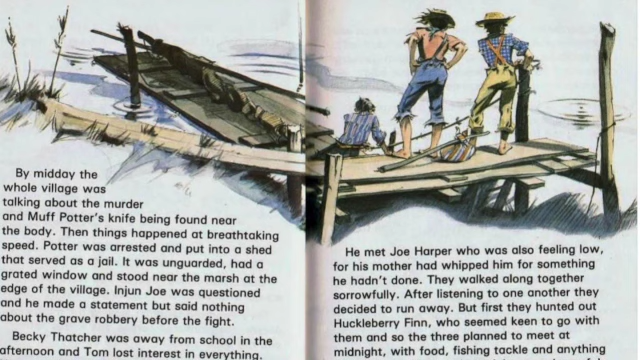 By midday the
whole village was
talking about the murder
and Muff Potter's knife being found near
the body. Then things happened at breathtaking
speed. Potter was arrested and put into a shed
that served as a jail. It was unguarded, had a
grated window and stood near the marsh at the
edge of the village. Injun Joe was questioned
and he made a statement but said nothing
about the grave robbery before the fight.
Becky Thatcher was away from school in the
afternoon and Tom lost interest in everything.
He met Joe Harper who was also feeling low,
for his mother had whipped him for something
he hadn't done. They walked along together
sorrowfully. After listening to one another they
decided to run away. But first they hunted out
Huckleberry Finn, who seemed keen to go with
them and so the three planned to meet at
midnight, with food, fishing tackle and anything